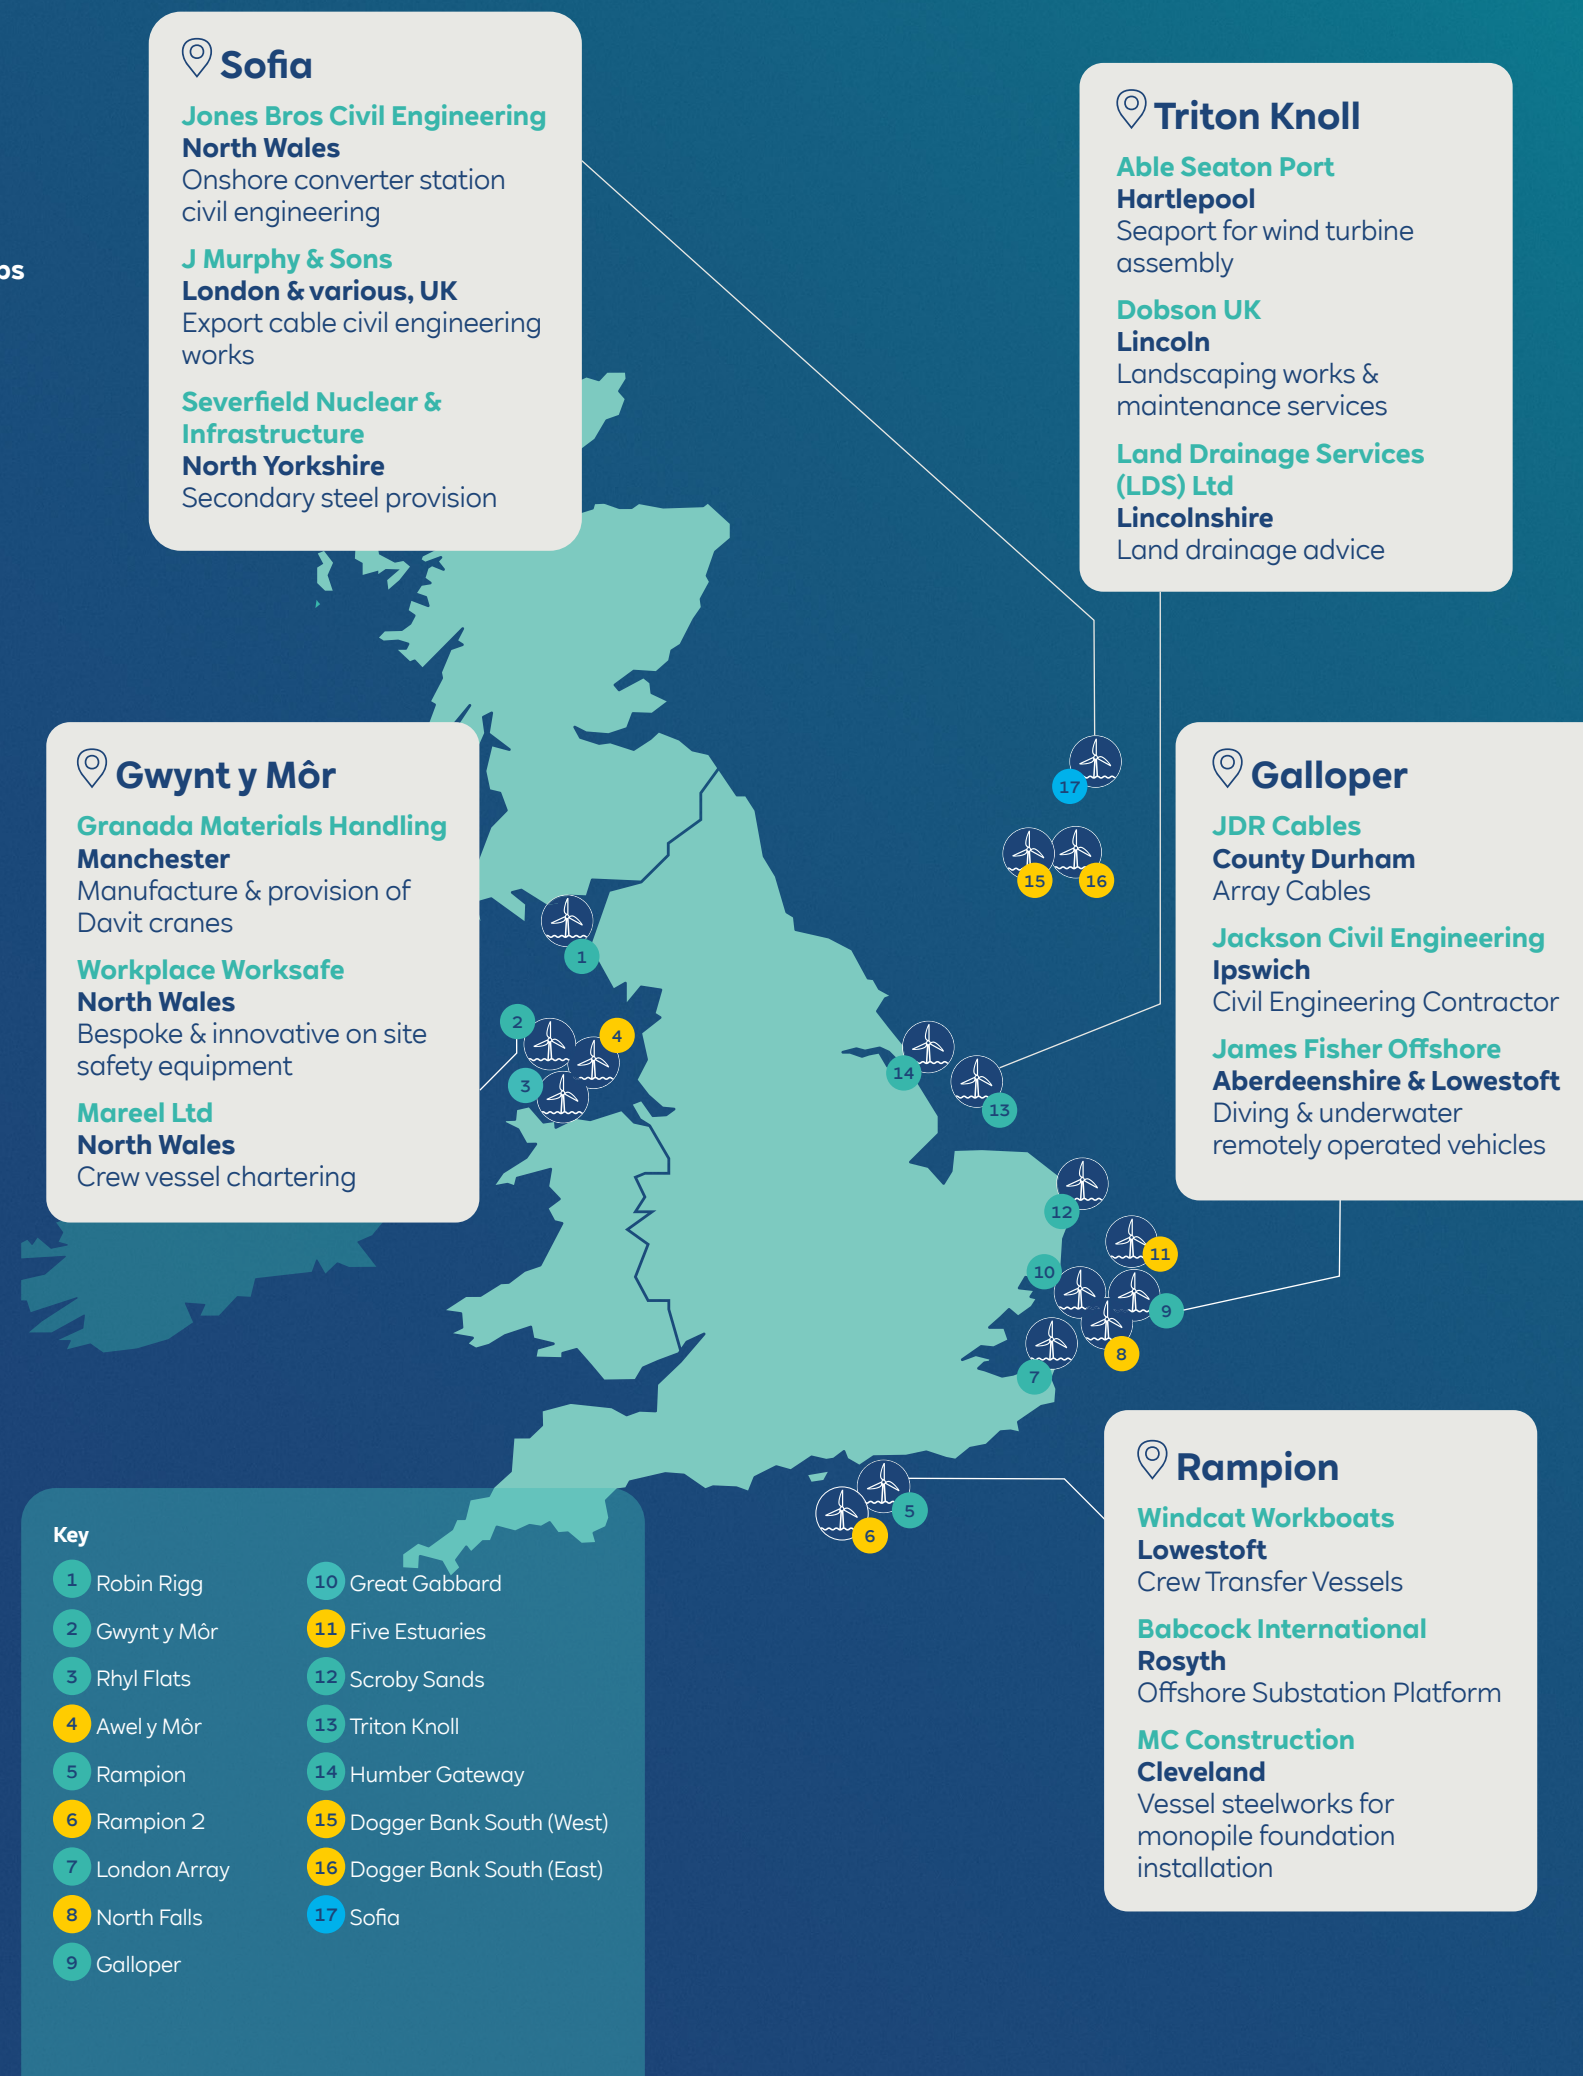 Sofia
Jones Bros Civil Engineering
North Wales
Onshore converter station
civil engineering
J Murphy & Sons
London & various, UK
Export cable civil engineering
works
Severfield Nuclear &
Infrastructure
North Yorkshire
Secondary steel provision
Triton Knoll
Able Seaton Port
Hartlepool
Seaport for wind turbine
assembly
Dobson UK
Lincoln
Landscaping works &
maintenance services
Land Drainage Services
(LDS) Ltd
Lincolnshire
Land drainage advice
Gwynt y Môr
Granada Materials Handling
Manchester
Manufacture & provision of
Davit cranes
Workplace Worksafe
North Wales
Bespoke & innovative on site
safety equipment
Mareel Ltd
North Wales
Crew vessel chartering
Galloper
JDR Cables
County Durham
Array Cables
Jackson Civil Engineering
Ipswich
Civil Engineering Contractor
James Fisher Offshore
Aberdeenshire & Lowestoft
Diving & underwater
remotely operated vehicles
17
15
16
1
2
4
3
14
13
12
11
10
9
8
7
5
6
Rampion
Windcat Workboats
Lowestoft
Crew Transfer Vessels
Babcock International
Rosyth
Offshore Substation Platform
MC Construction
Cleveland
Vessel steelworks for
monopile foundation
installation
Key
1 Robin Rigg
2 Gwynt y Môr
3 Rhyl Flats
4 Awel y Môr
5 Rampion
6 Rampion 2
7 London Array
8 North Falls
9 Galloper
10 Great Gabbard
11 Five Estuaries
12 Scroby Sands
13 Triton Knoll
14 Humber Gateway
15 Dogger Bank South (West)
16 Dogger Bank South (East)
17 Sofia